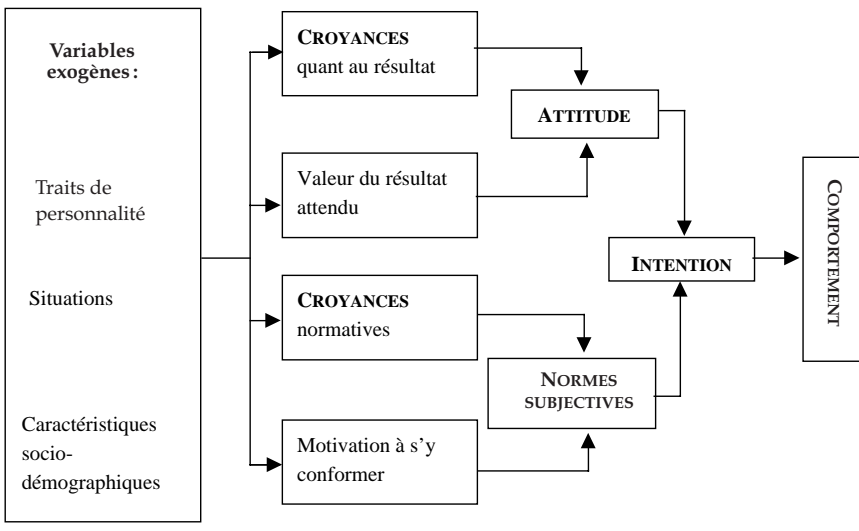 Variables
exogènes :
Traits de
personnalité
Situations
Caractéristiques
socio-
démographiques
CROYANCES
quant au résultat
Valeur du résultat
attendu
CROYANCES
normatives
Motivation à s’y
conformer
ATTITUDE
NORMES
SUBJECTIVES
INTENTION
COMPORTEMENT